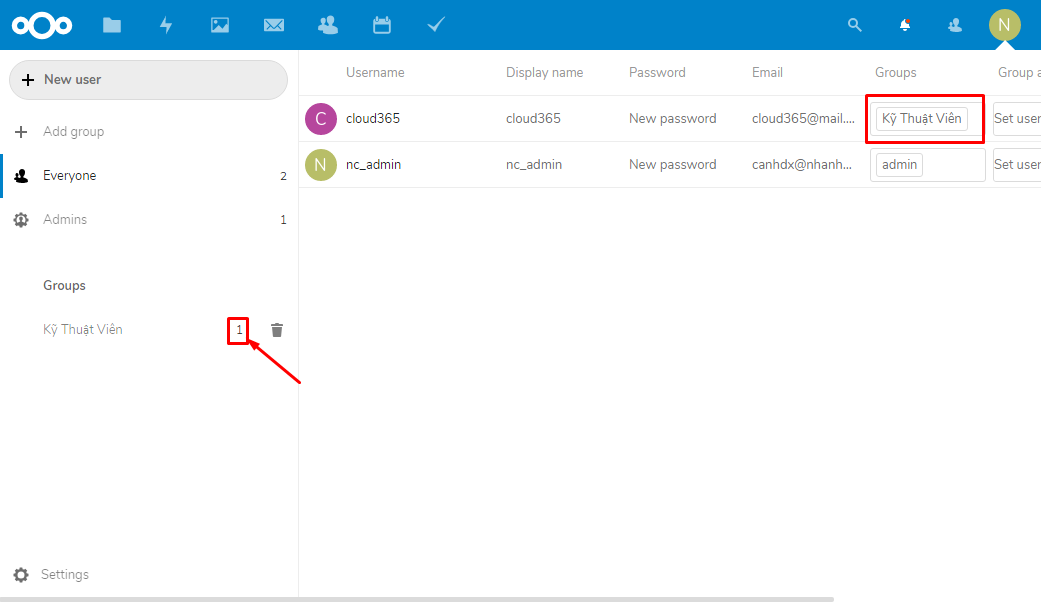 N
New user
Add group
Everyone 2
Admins 1
Groups
Kỹ Thuật Viên 1
Settings
Username Display name Password Email Groups Group a
C cloud365 cloud365 New password cloud365@mail.... Kỹ Thuật Viên Set user
N nc_admin nc_admin New password canhdx@nhanh... admin Set user